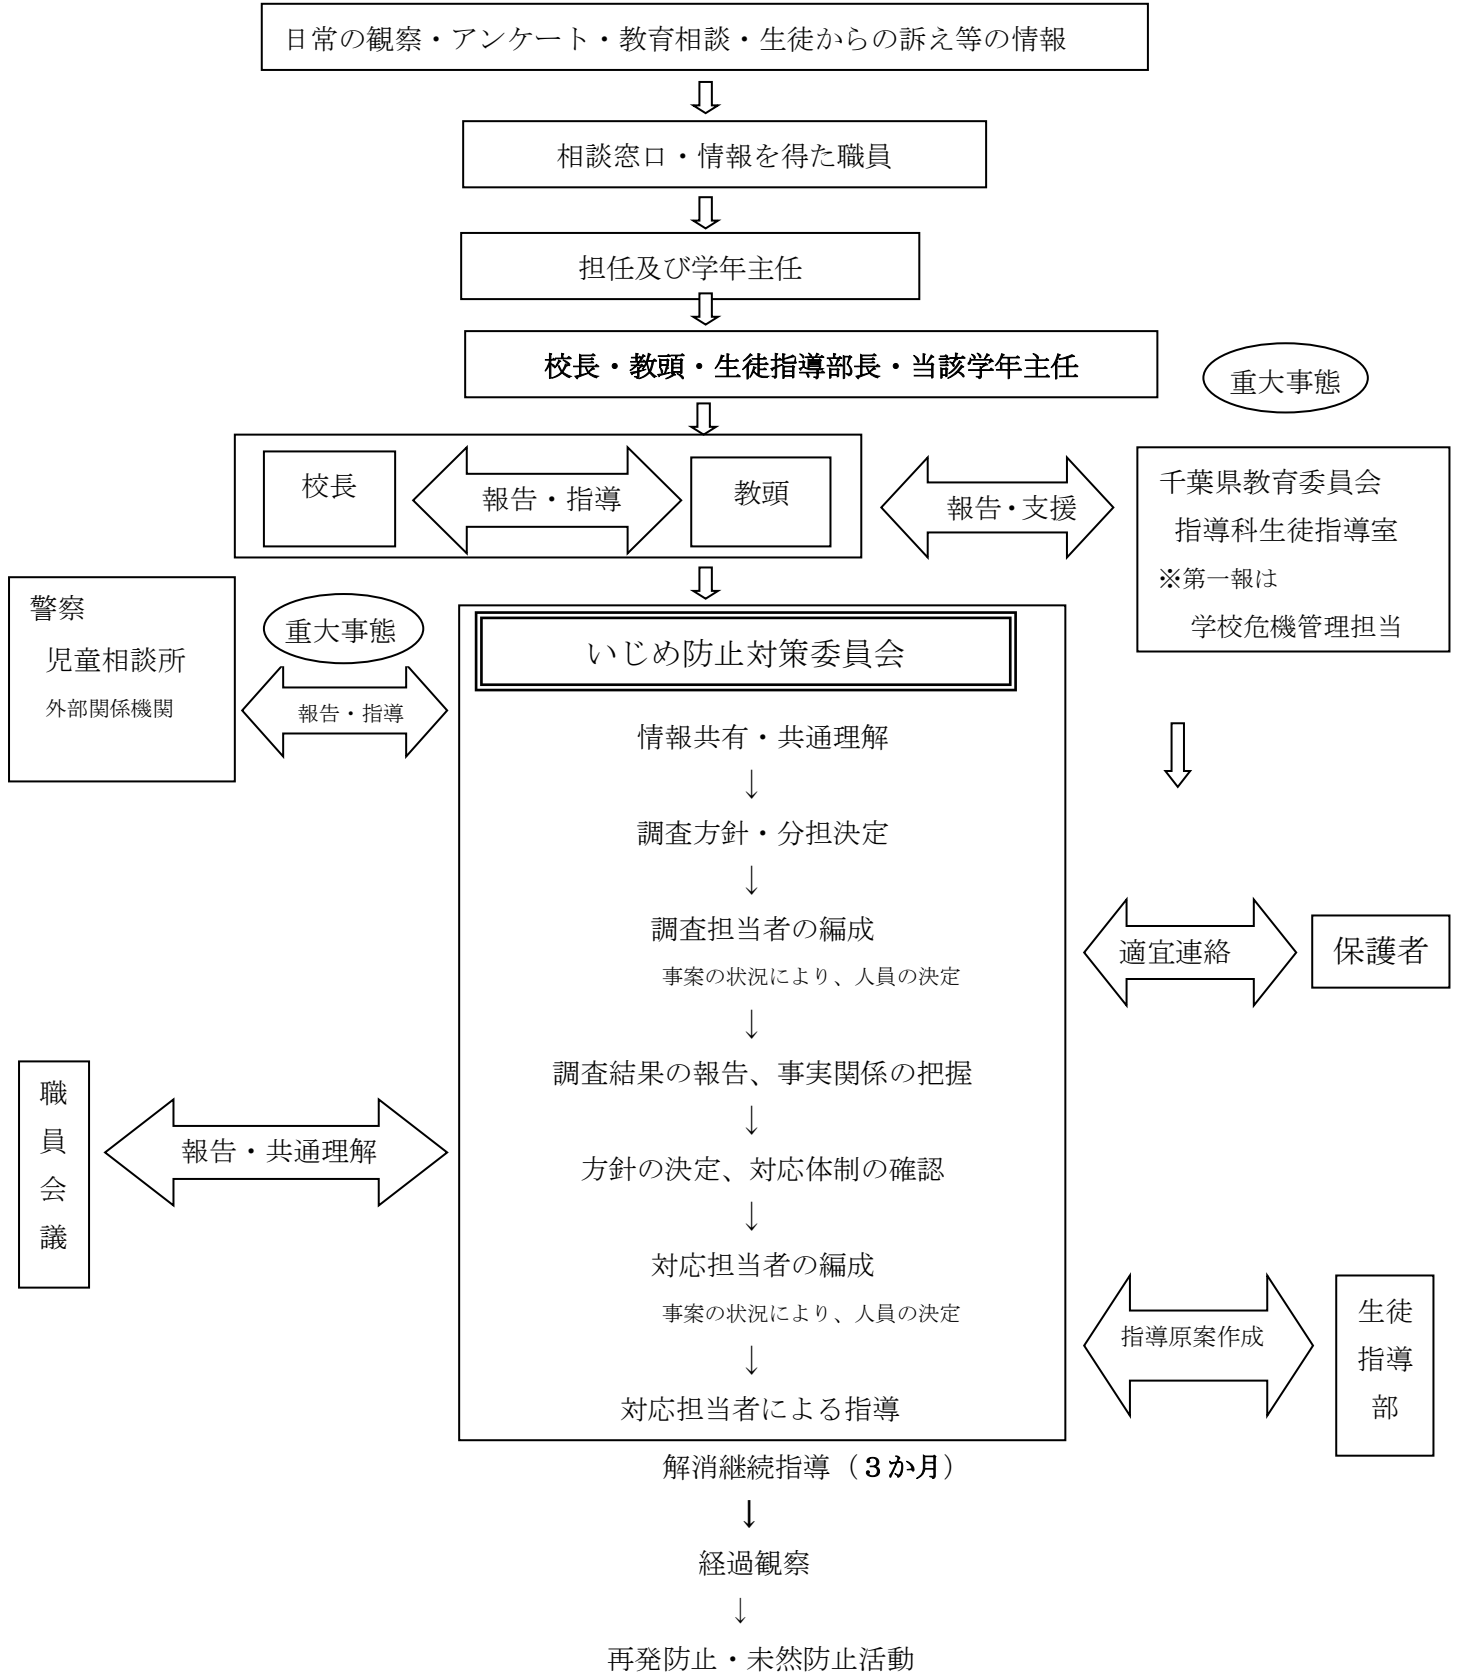 日常の観察・アンケート・教育相談・生徒からの訴え等の情報
相談窓口・情報を得た職員
担任及び学年主任
校長・教頭・生徒指導部長・当該学年主任
重大事態
校長
報告・指導
教頭
報告・支援
千葉県教育委員会
指導科生徒指導室
※第一報は
学校危機管理担当
警察
児童相談所
外部関係機関
重大事態
報告・指導
いじめ防止対策委員会
情報共有・共通理解
↓
調査方針・分担決定
↓
調査担当者の編成
事案の状況により、人員の決定
↓
適宜連絡
保護者
調査結果の報告、事実関係の把握
↓
職員会議
報告・共通理解
方針の決定、対応体制の確認
↓
対応担当者の編成
事案の状況により、人員の決定
↓
指導原案作成
生徒
指導
部
対応担当者による指導
解消継続指導（３か月）
↓
経過観察
↓
再発防止・未然防止活動